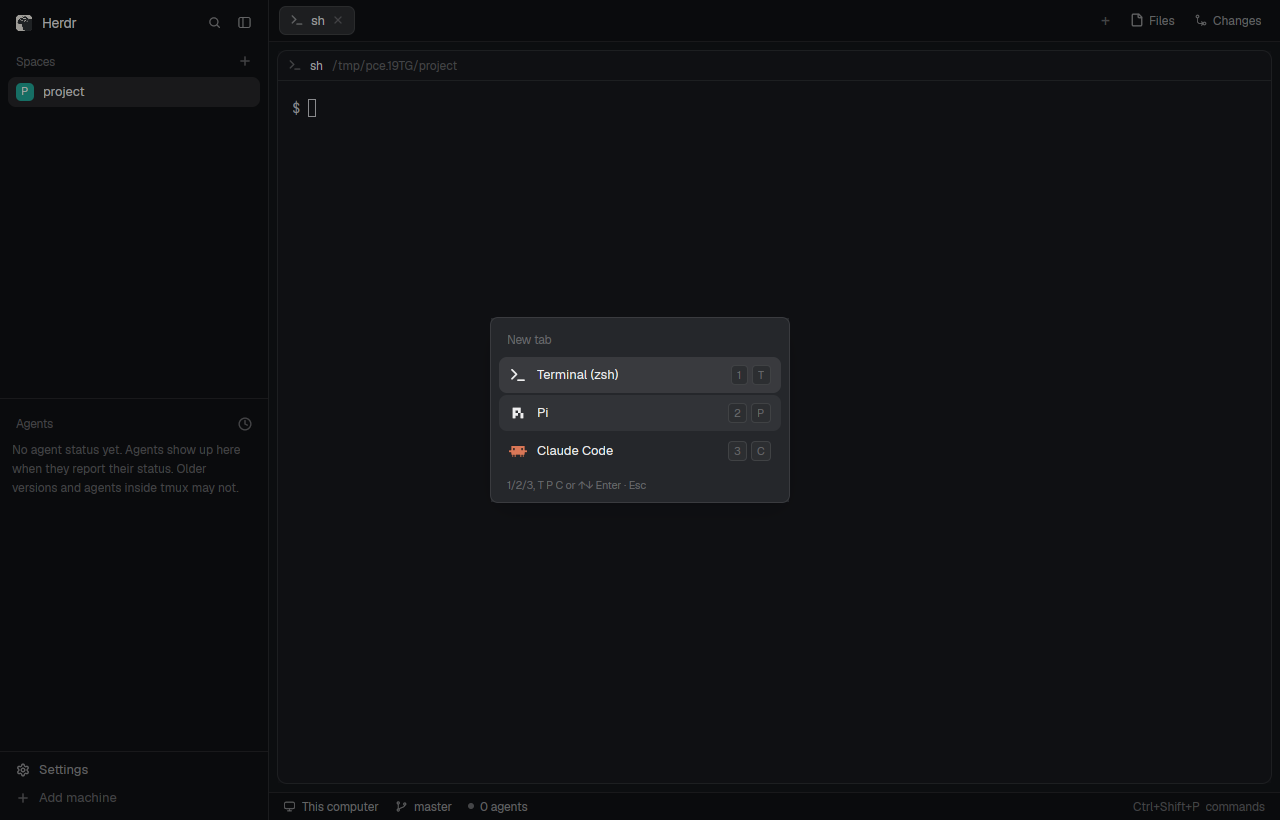 Herdr
Spaces
P project
sh
Files
Changes
sh /tmp/pce.19TG/project
$
New tab
Terminal (zsh) 1 T
Pi 2 P
Claude Code 3 C
1/2/3, T P C or ↑↓ Enter · Esc
Agents
No agent status yet. Agents show up here
when they report their status. Older
versions and agents inside tmux may not.
Settings
Add machine
This computer
master
0 agents
Ctrl+Shift+P commands